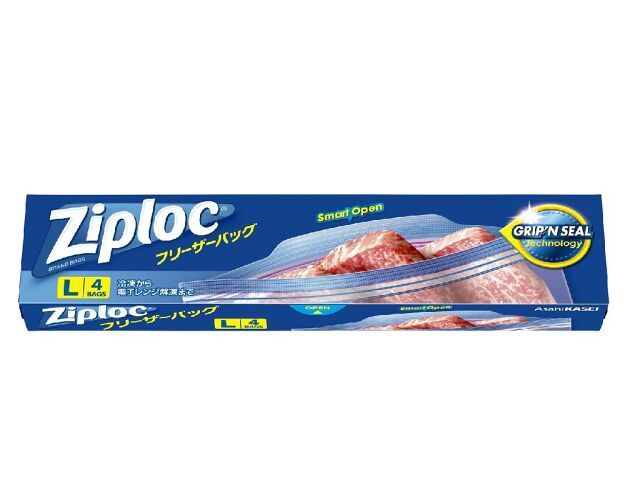 Ziploc®
BRAND BAGS
フリーザーバッグ
L 4 BAGS
冷凍から
電子レンジ解凍まで
Smart Open
GRIP'N SEAL
technology
Ziploc
フリーザーバッグ
L 4 BAGS
OPEN
Smart Open
AsahiKASEI